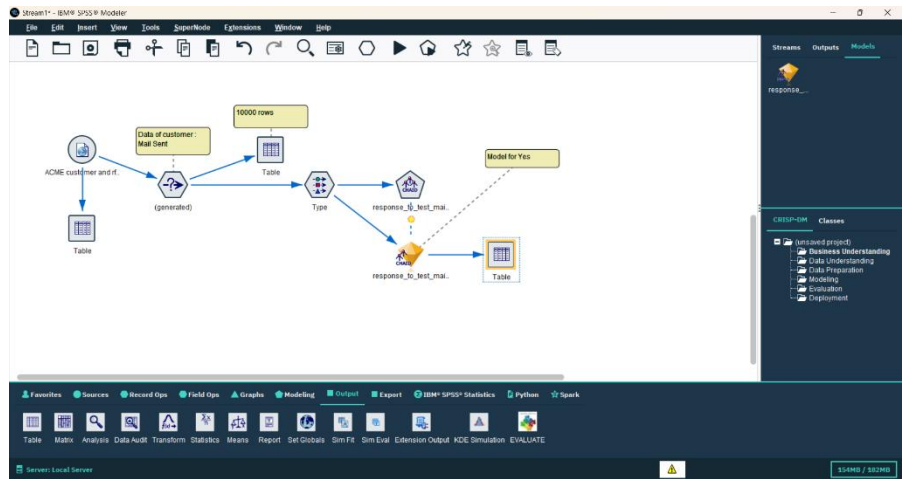 Stream1* - IBM® SPSS® Modeler
File Edit Insert View Tools SuperNode Extensions Window Help
Streams Outputs Models
response_...
10000 rows
Data of customer :
Mail Sent
Model for Yes
ACME customer and rf..
(generated)
Table
Type
CHAID
response_to_test_mai..
Table
CHAID
response_to_test_mai..
Table
CRISP-DM Classes
(unsaved project)
Business Understanding
Data Understanding
Data Preparation
Modeling
Evaluation
Deployment
Favorites Sources Record Ops Field Ops Graphs Modeling Output Export IBM® SPSS® Statistics Python Spark
Table Matrix Analysis Data Audit Transform Statistics Means Report Set Globals Sim Fit Sim Eval Extension Output KDE Simulation EVALUATE
Server: Local Server
154MB / 182MB